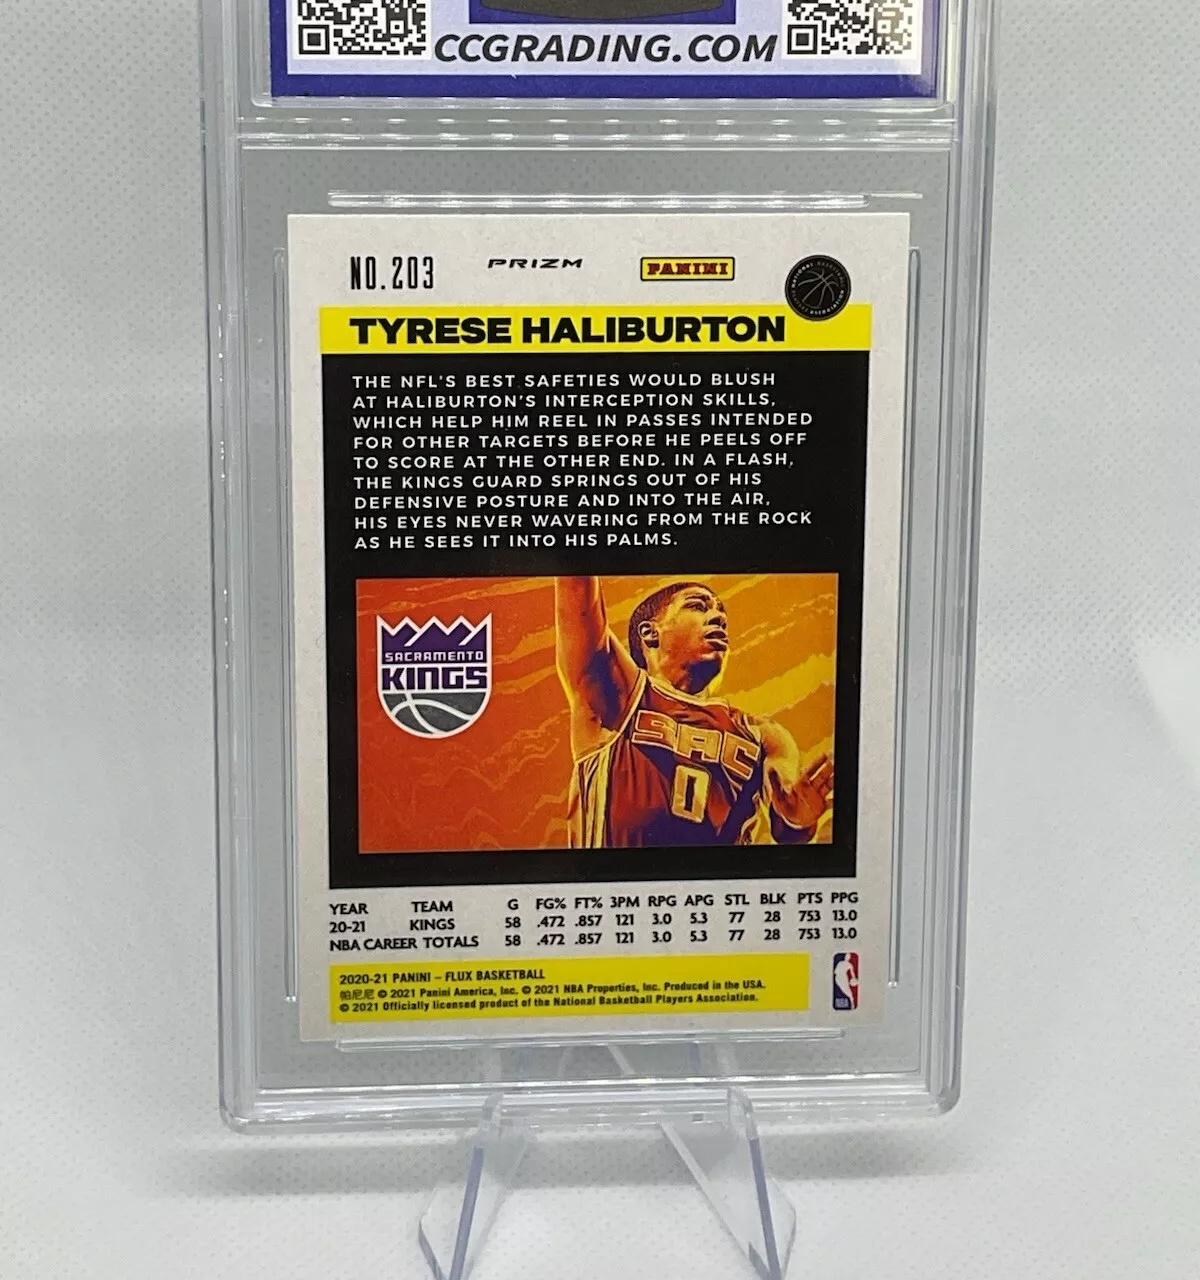 CCGRADING.COM
NO.203 PRIZM PANINI
TYRESE HALIBURTON
THE NFL'S BEST SAFETIES WOULD BLUSH
AT HALIBURTON'S INTERCEPTION SKILLS,
WHICH HELP HIM REEL IN PASSES INTENDED
FOR OTHER TARGETS BEFORE HE PEELS OFF
TO SCORE AT THE OTHER END. IN A FLASH,
THE KINGS GUARD SPRINGS OUT OF HIS
DEFENSIVE POSTURE AND INTO THE AIR,
HIS EYES NEVER WAVERING FROM THE ROCK
AS HE SEES IT INTO HIS PALMS.
SACRAMENTO
KINGS
SAC
0
YEAR TEAM G FG% FT% 3PM RPG APG STL BLK PTS PPG
20-21 KINGS 58 .472 .857 121 3.0 5.3 77 28 753 13.0
NBA CAREER TOTALS 58 .472 .857 121 3.0 5.3 77 28 753 13.0
2020-21 PANINI – FLUX BASKETBALL
帕尼尼 © 2021 Panini America, Inc. © 2021 NBA Properties, Inc. Produced in the USA.
© 2021 Officially licensed product of the National Basketball Players Association.
NBA